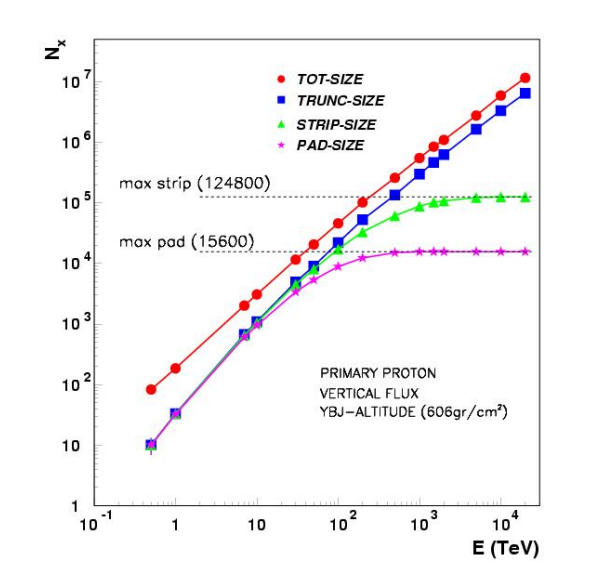 Nx
10^7
10^6
10^5
10^4
10^3
10^2
10
1
TOT-SIZE
TRUNC-SIZE
STRIP-SIZE
PAD-SIZE
max strip (124800)
max pad (15600)
PRIMARY PROTON
VERTICAL FLUX
YBJ-ALTITUDE (606gr/cm²)
10^-1 1 10 10^2 10^3 10^4
E (TeV)